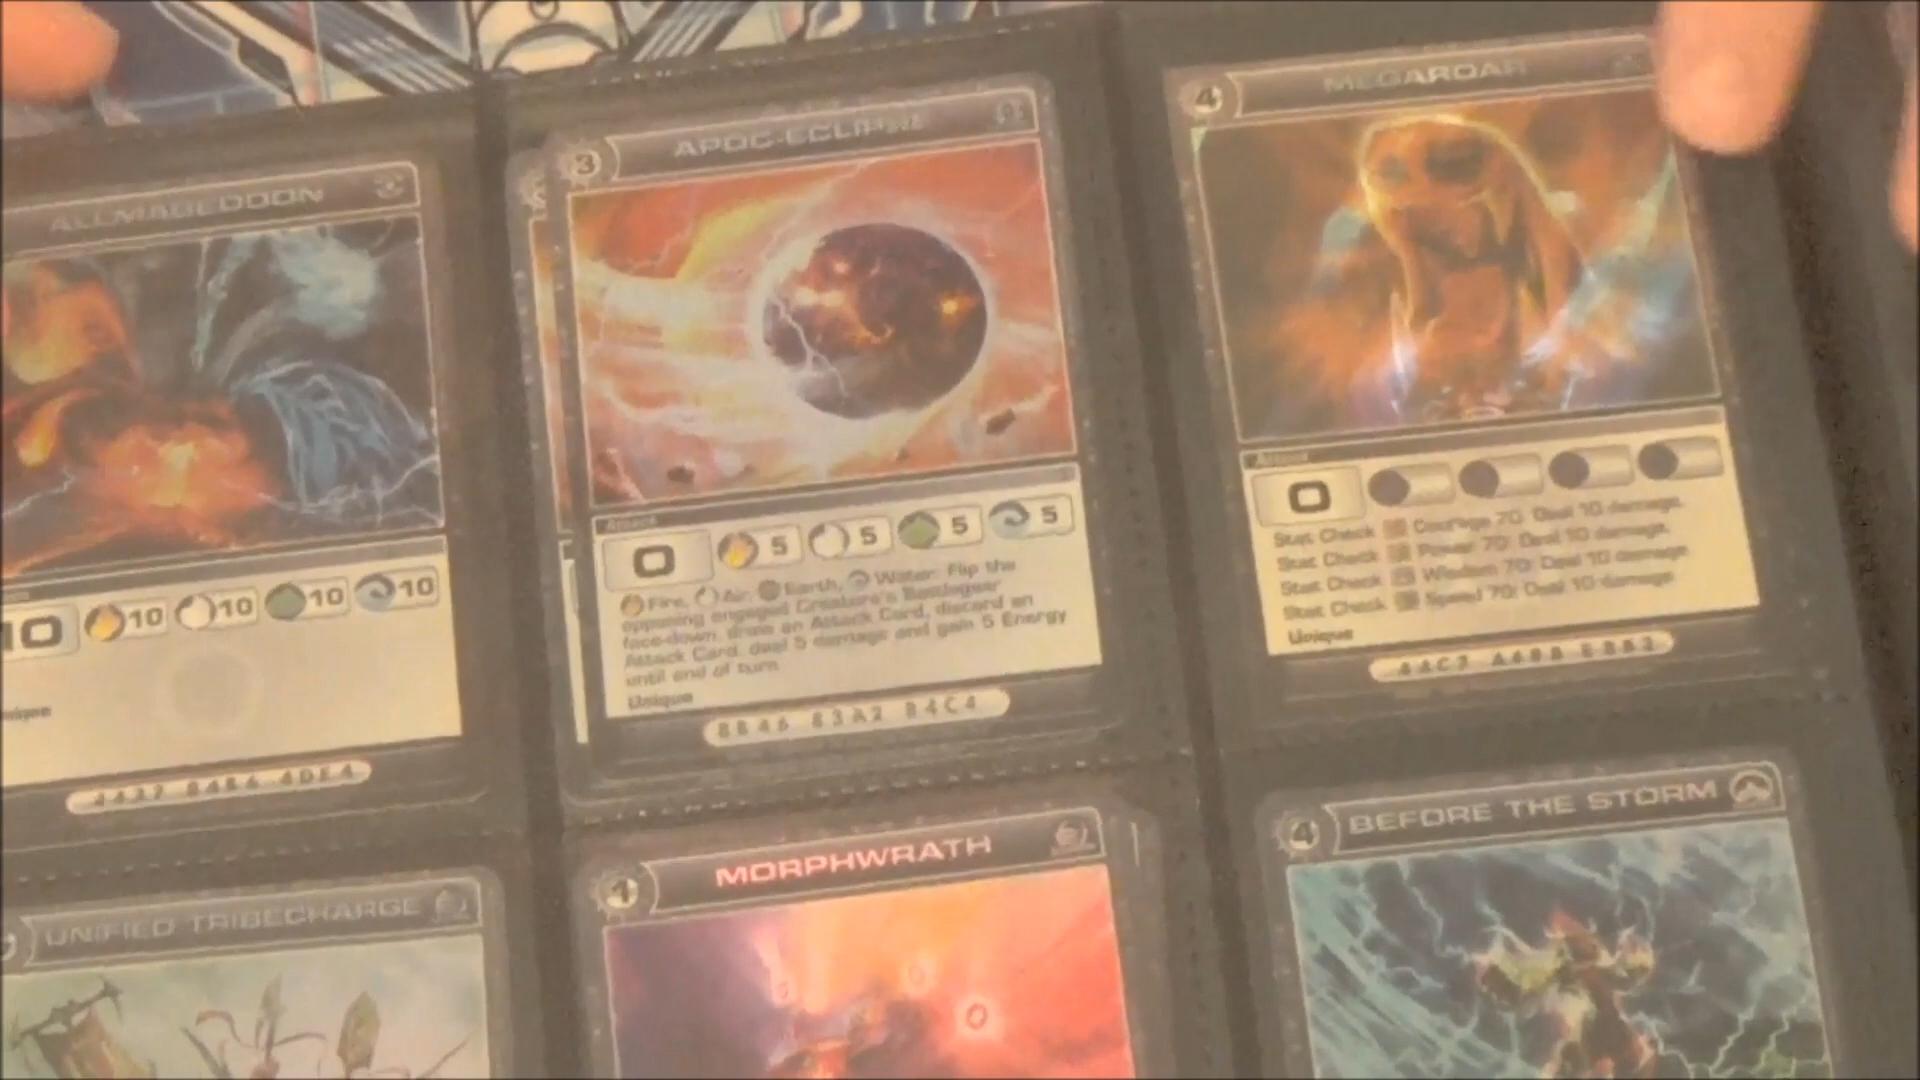 ALLMAGEDDON
10 10 10 10 10
nique
3 APOC-ECLIPSE
Attack
0 5 5 5 5
Fire, Air, Earth, Water: Flip the
opposing engaged Creature's Battlegear
face-down, draw an Attack Card, discard an
Attack Card, deal 5 damage and gain 5 Energy
until end of turn.
Unique
8B46 83A2 B4C4
4 MEGAROAR
Attack
0
Stat Check Courage 70: Deal 10 damage.
Stat Check Power 70: Deal 10 damage.
Stat Check Wisdom 70: Deal 10 damage
Stat Check Speed 70: Deal 10 damage
Unique
UNIFIED TRIBECHARGE
MORPHWRATH
4 BEFORE THE STORM